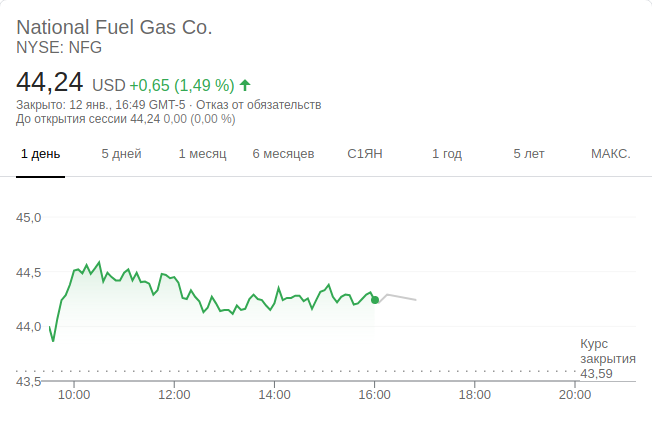 National Fuel Gas Co.
NYSE: NFG
44,24 USD +0,65 (1,49 %)
Закрыто: 12 янв., 16:49 GMT-5 · Отказ от обязательств
До открытия сессии 44,24 0,00 (0,00 %)
1 день 5 дней 1 месяц 6 месяцев С1ЯН 1 год 5 лет МАКС.
45,0
44,5
44,0
Курс
закрытия
43,59
43,5
10:00 12:00 14:00 16:00 18:00 20:00